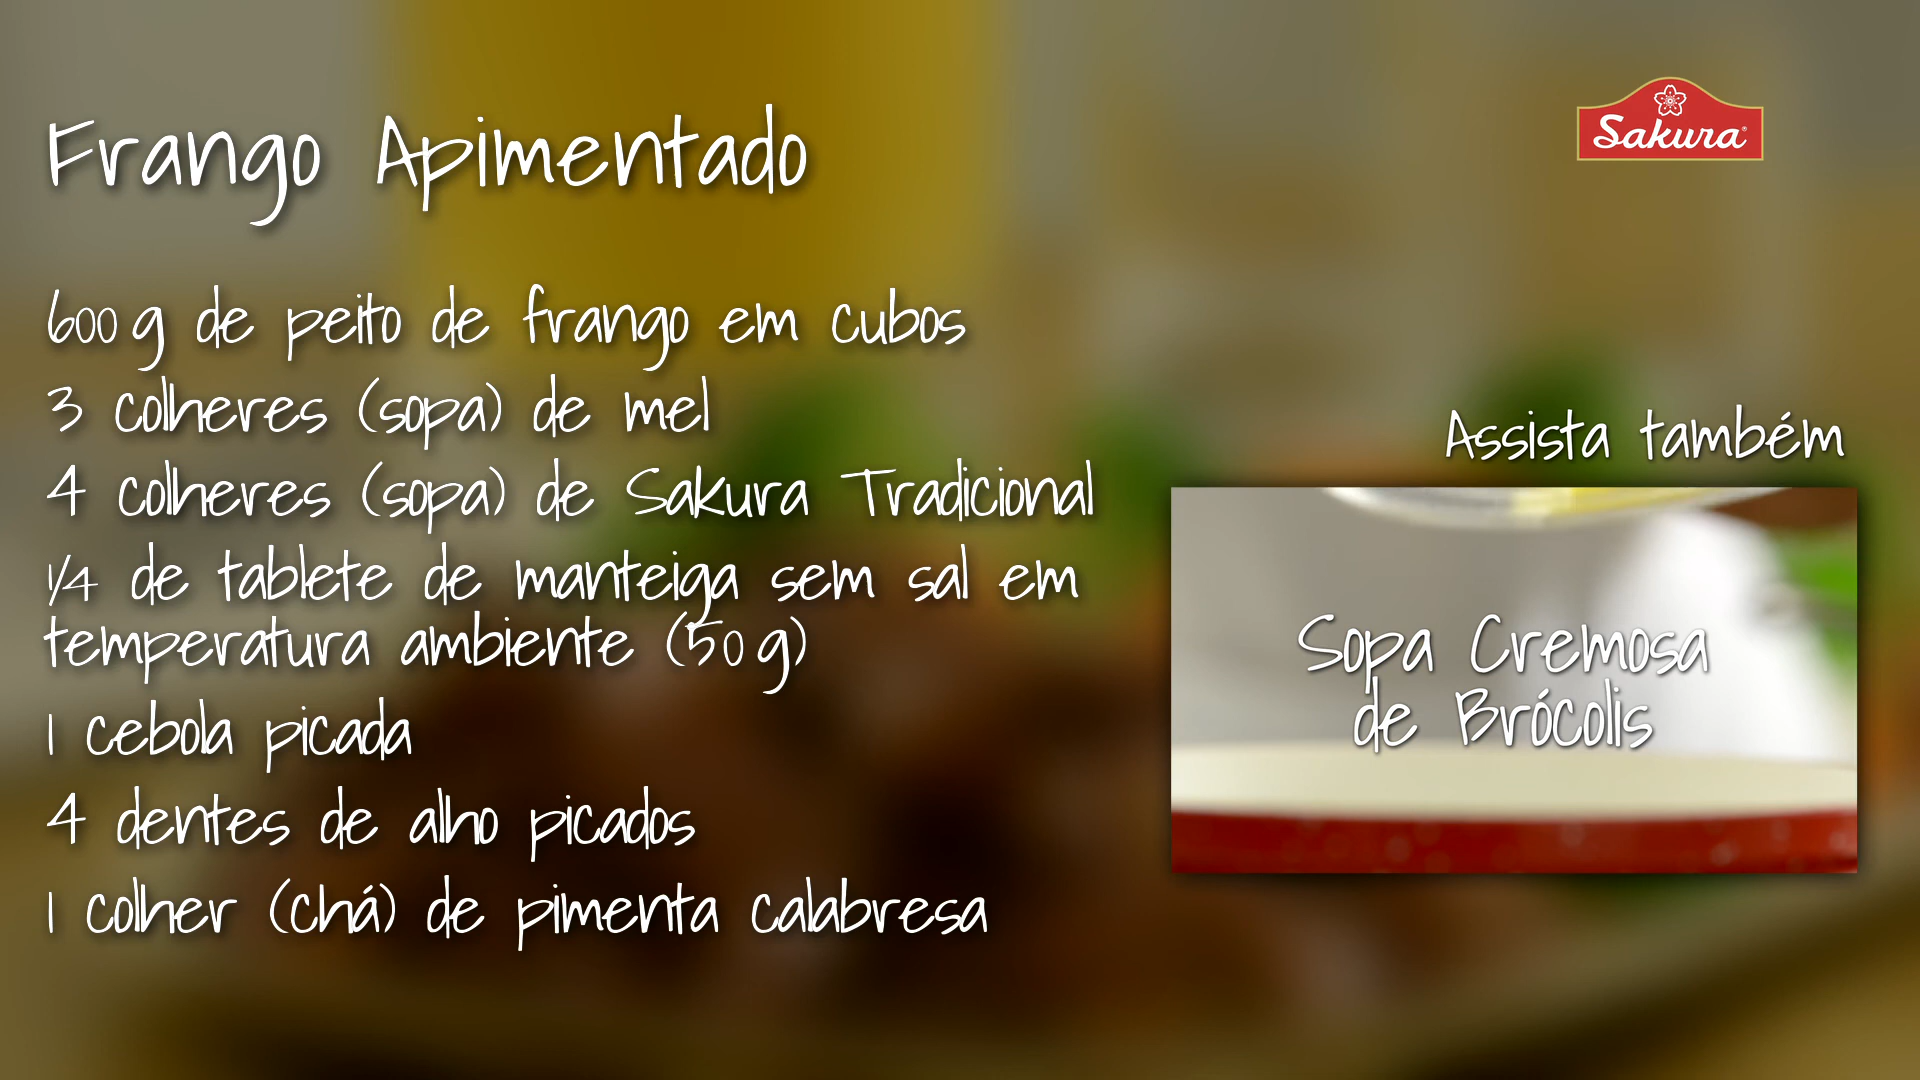 Frango Apimentado
600 g de peito de frango em cubos
3 colheres (sopa) de mel
4 colheres (sopa) de Sakura Tradicional
1/4 de tablete de manteiga sem sal em
temperatura ambiente (50 g)
1 cebola picada
4 dentes de alho picados
1 colher (chá) de pimenta calabresa
Sakura®
Assista também
Sopa Cremosa
de Brócolis